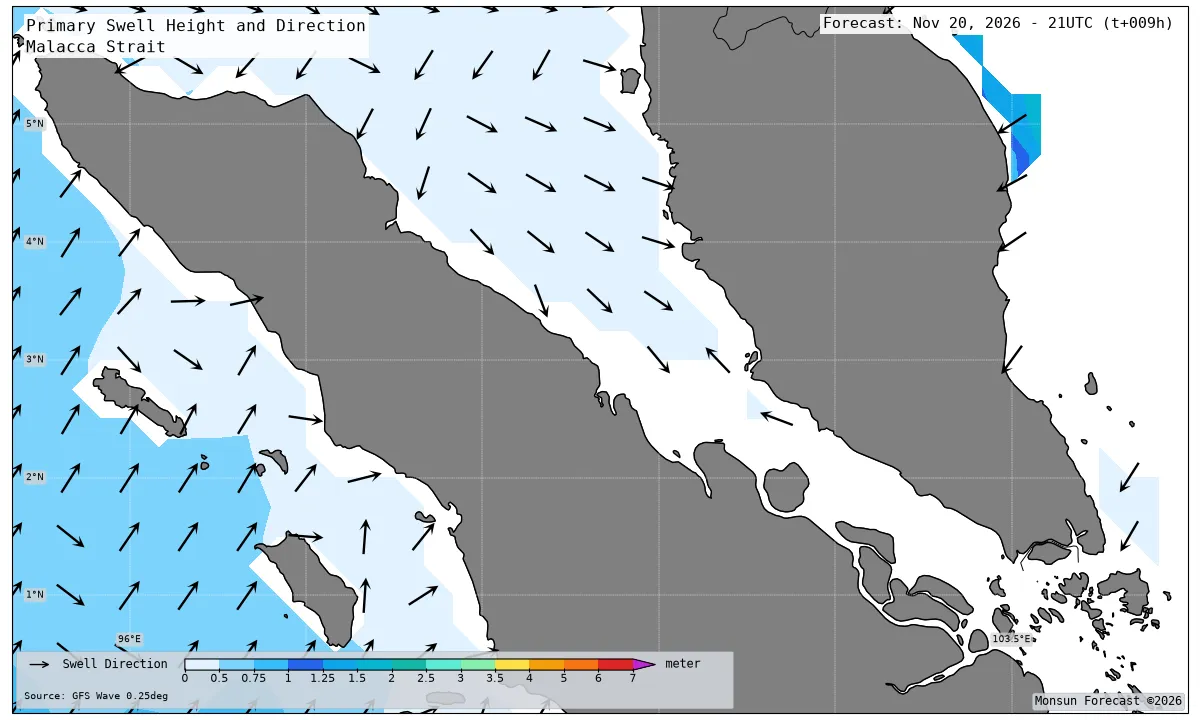 Primary Swell Height and Direction
Malacca Strait
Forecast: Nov 20, 2026 - 21UTC (t+009h)
5°N
4°N
3°N
2°N
1°N
96°E
103.5°E
Swell Direction
meter
0 0.5 0.75 1 1.25 1.5 2 2.5 3 3.5 4 5 6 7
Source: GFS Wave 0.25deg
Monsun Forecast ©2026